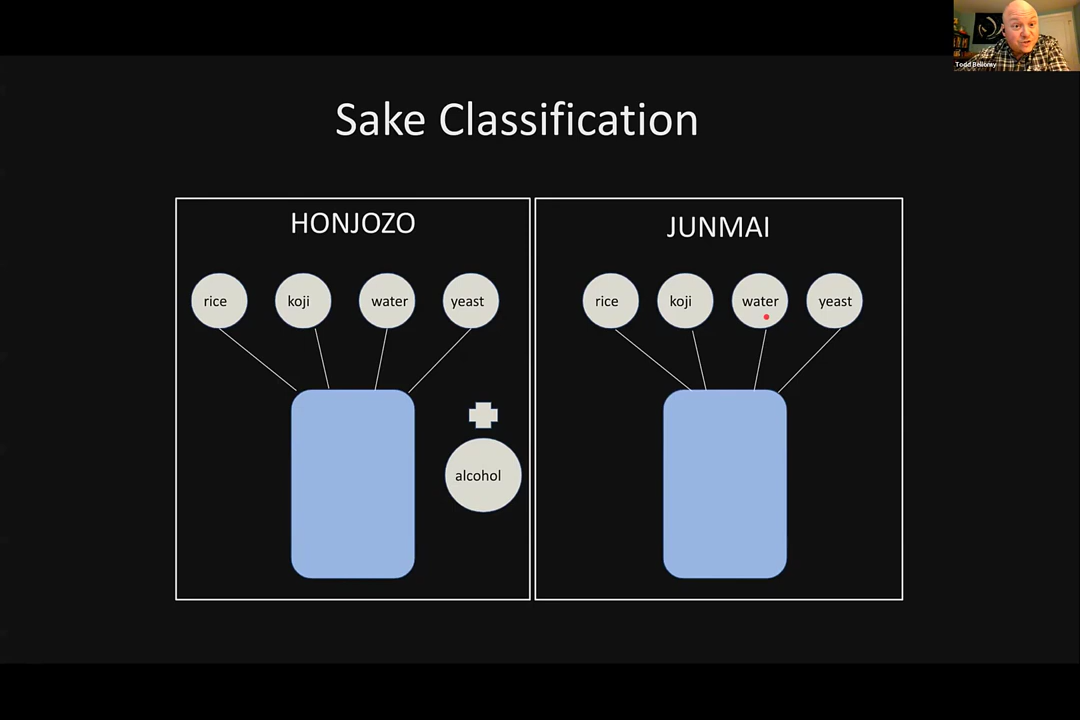 Todd Bellomy
Sake Classification
HONJOZO
rice koji water yeast
alcohol
JUNMAI
rice koji water yeast